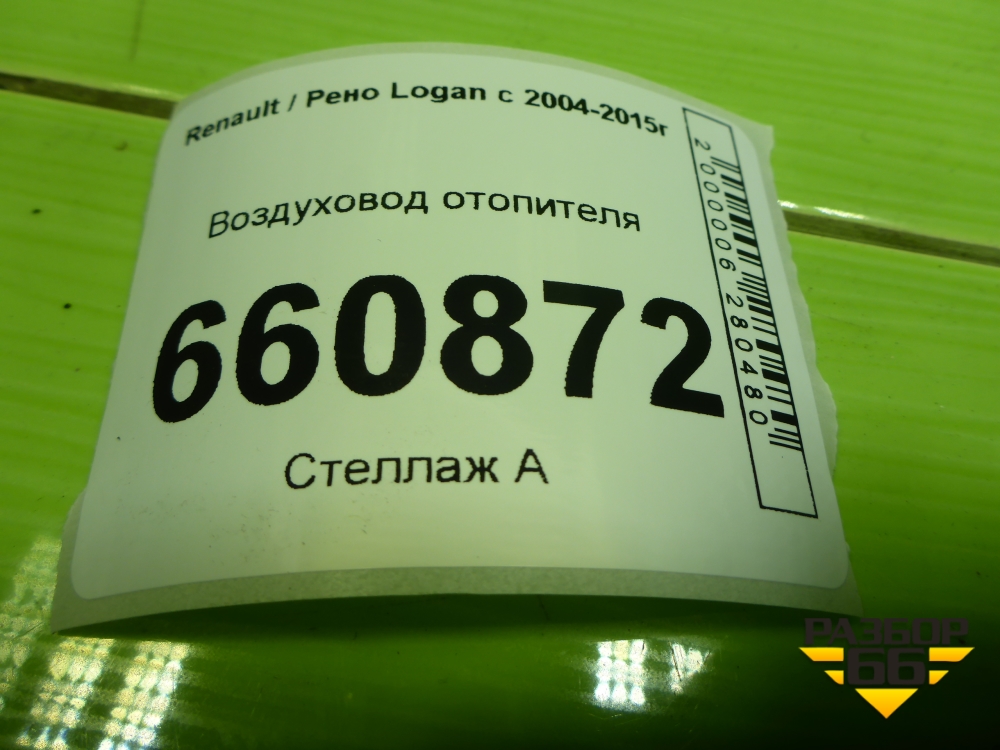 Renault / Рено Logan с 2004-2015г
Воздуховод отопителя
660872
Стеллаж А
2000006280480
РАЗБОР
66